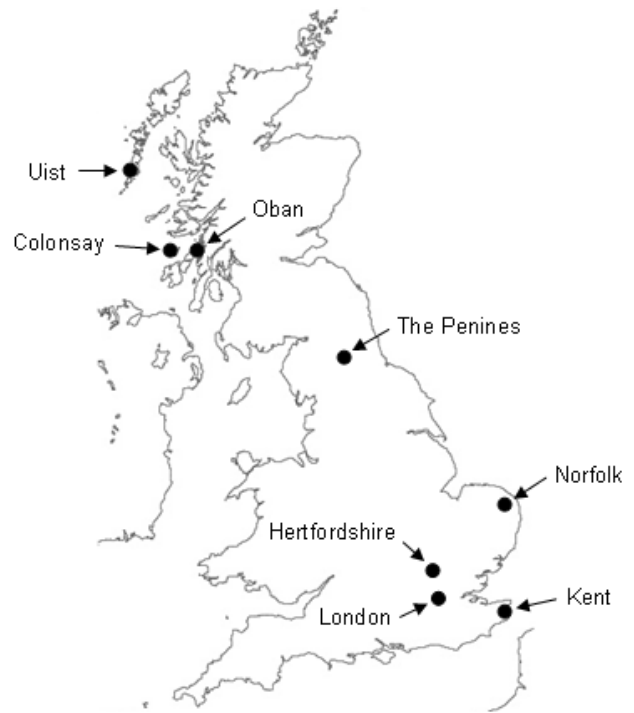 Uist
Oban
Colonsay
The Penines
Norfolk
Hertfordshire
Kent
London